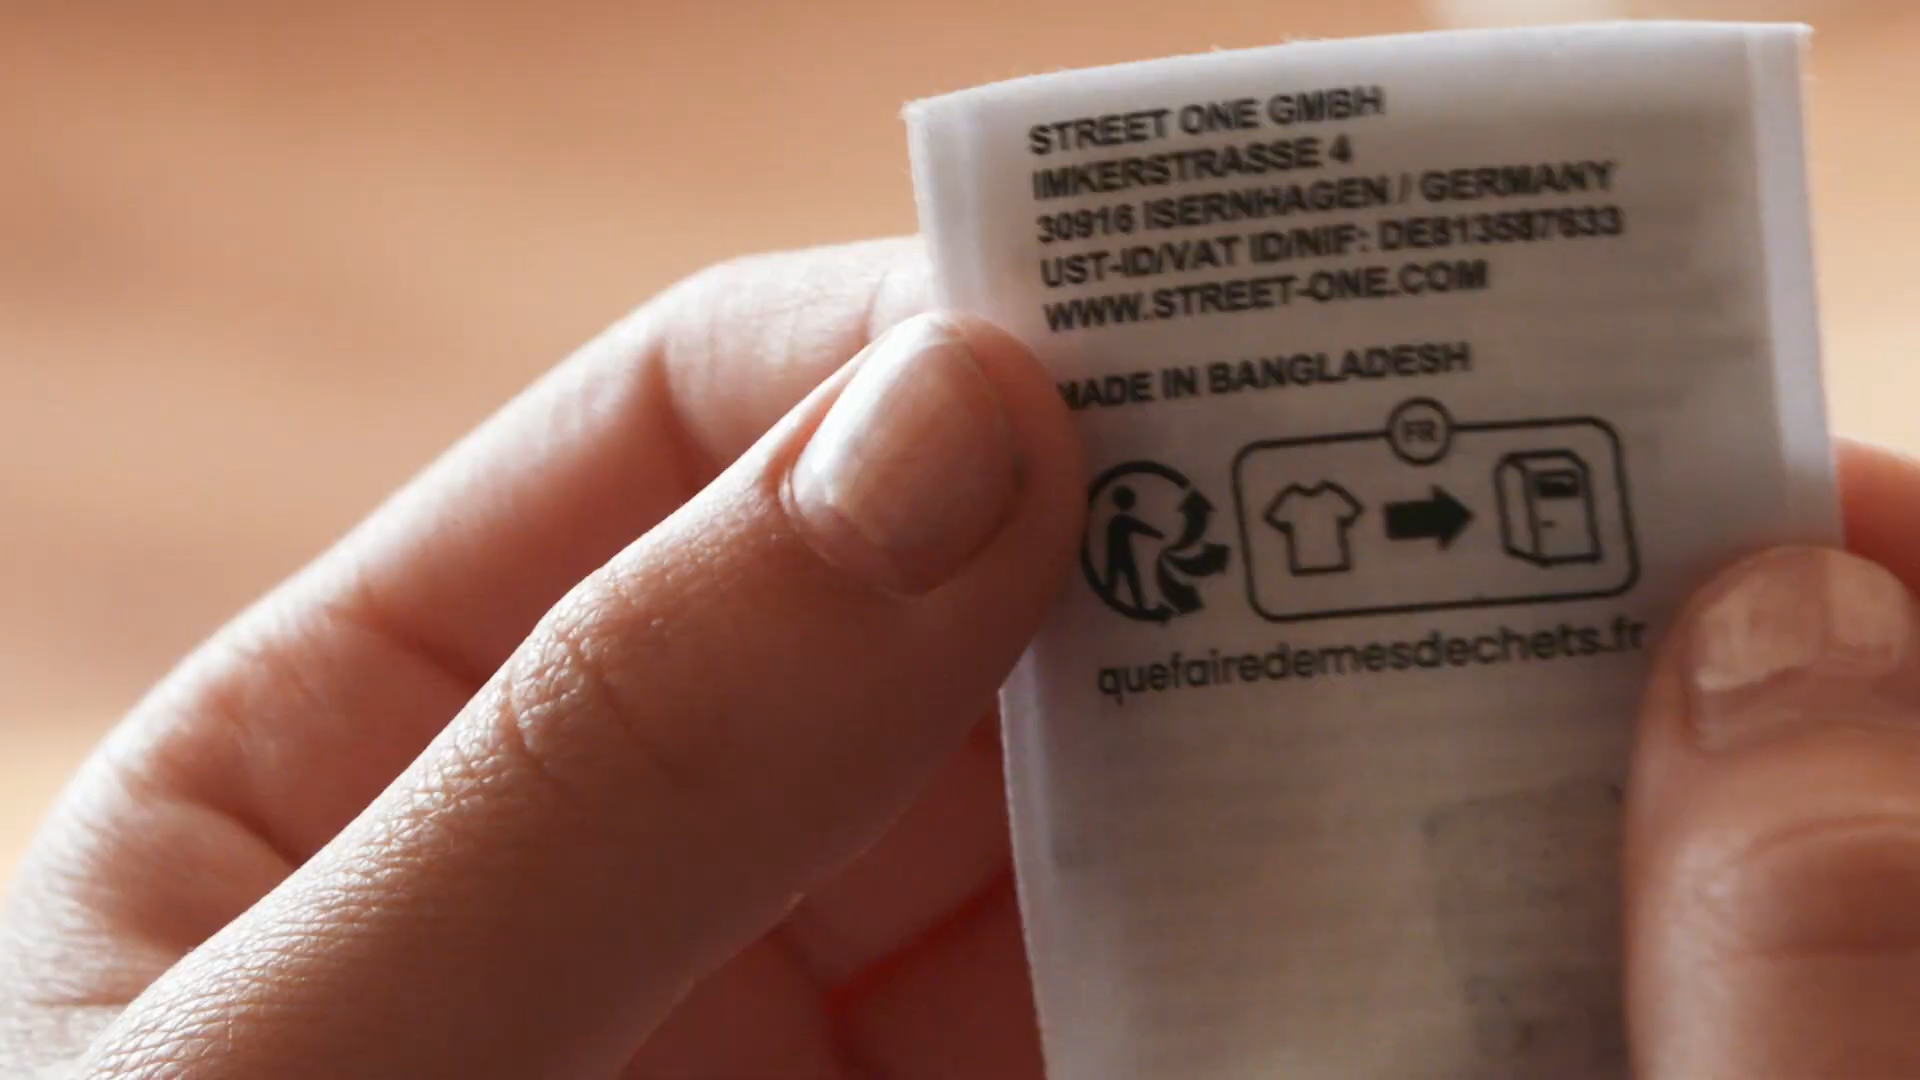 STREET ONE GMBH
IMKERSTRASSE 4
30916 ISERNHAGEN / GERMANY
UST-ID/VAT ID/NIF: DE813587633
WWW.STREET-ONE.COM
MADE IN BANGLADESH
FR
quefairedemesdechets.fr